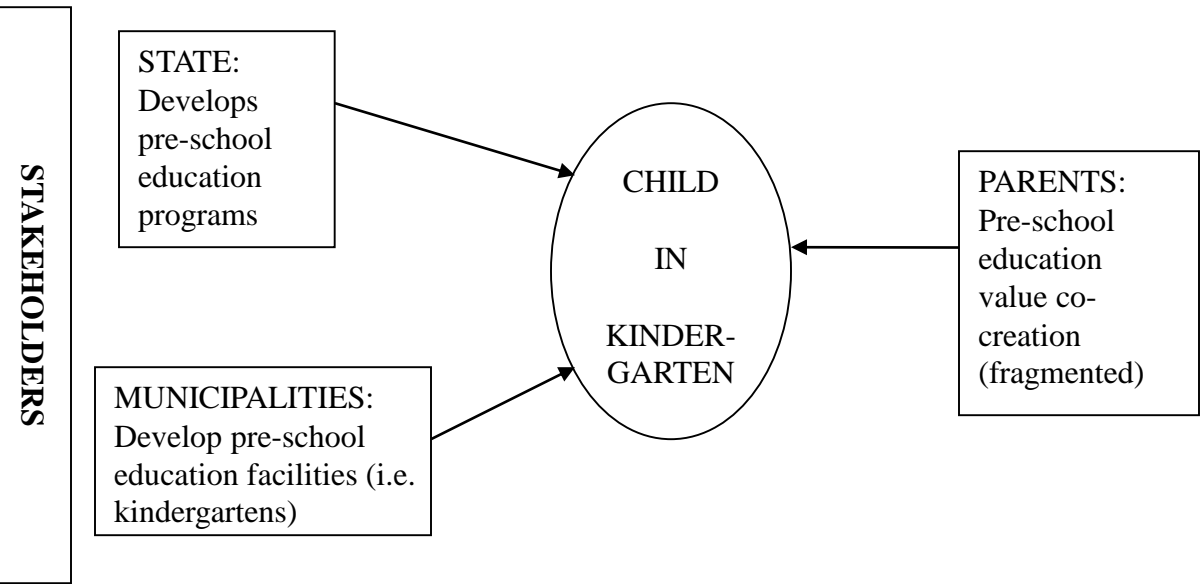 STAKEHOLDERS
STATE:
Develops
pre-school
education
programs
MUNICIPALITIES:
Develop pre-school
education facilities (i.e.
kindergartens)
CHILD
IN
KINDER-
GARTEN
PARENTS:
Pre-school
education
value co-
creation
(fragmented)